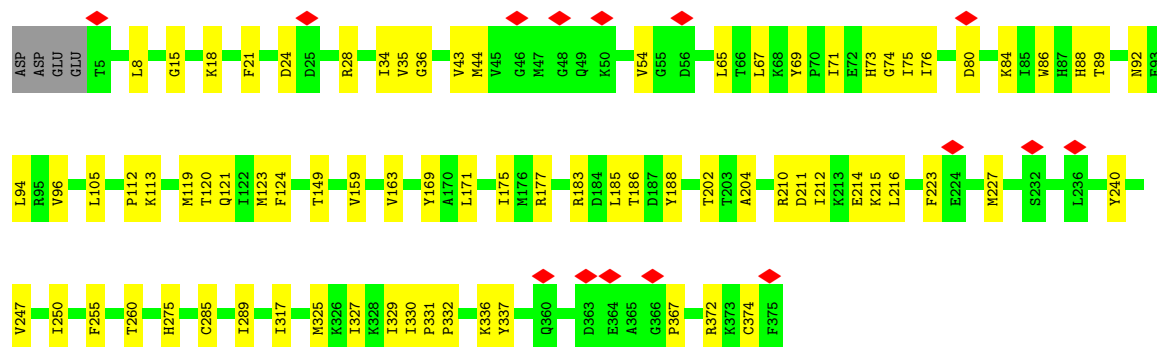 ASP ASP GLU GLU T5 L8 G15 K18 F21 D24 D25 R28 I34 V35 G36 V43 M44 V45 G46 M47 G48 Q49 K50 V54 G55 D56 L65 T66 L67 K68 Y69 P70 I71 E72 H73 G74 I75 I76 D80 K84 I85 W86 H87 H88 T89 N92 E93
L94 R95 V96 L105 P112 K113 M119 T120 Q121 I122 M123 F124 T149 V159 V163 Y169 A170 L171 I175 M176 R177 R183 D184 L185 T186 D187 Y188 T202 T203 A204 R210 D211 I212 K213 E214 K215 L216 F223 E224 M227 S232 L236 Y240
V247 I250 F255 T260 H275 C285 I289 I317 M325 K326 I327 K328 I329 I330 P331 P332 K336 Y337 Q360 D363 E364 A365 G366 P367 R372 K373 C374 F375